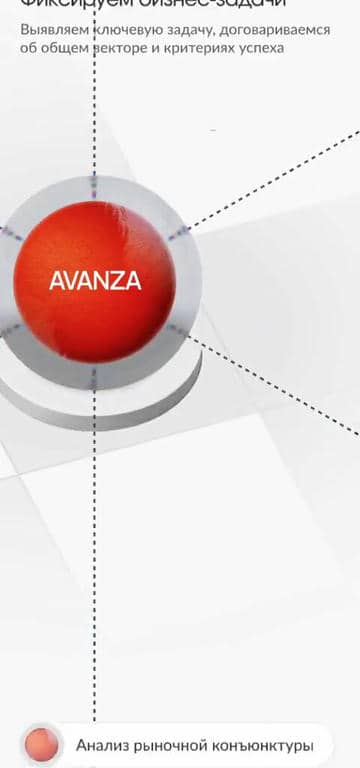 Фиксируем бизнес-задачи
Выявляем ключевую задачу, договариваемся
об общем векторе и критериях успеха
AVANZA
Анализ рыночной конъюнктуры